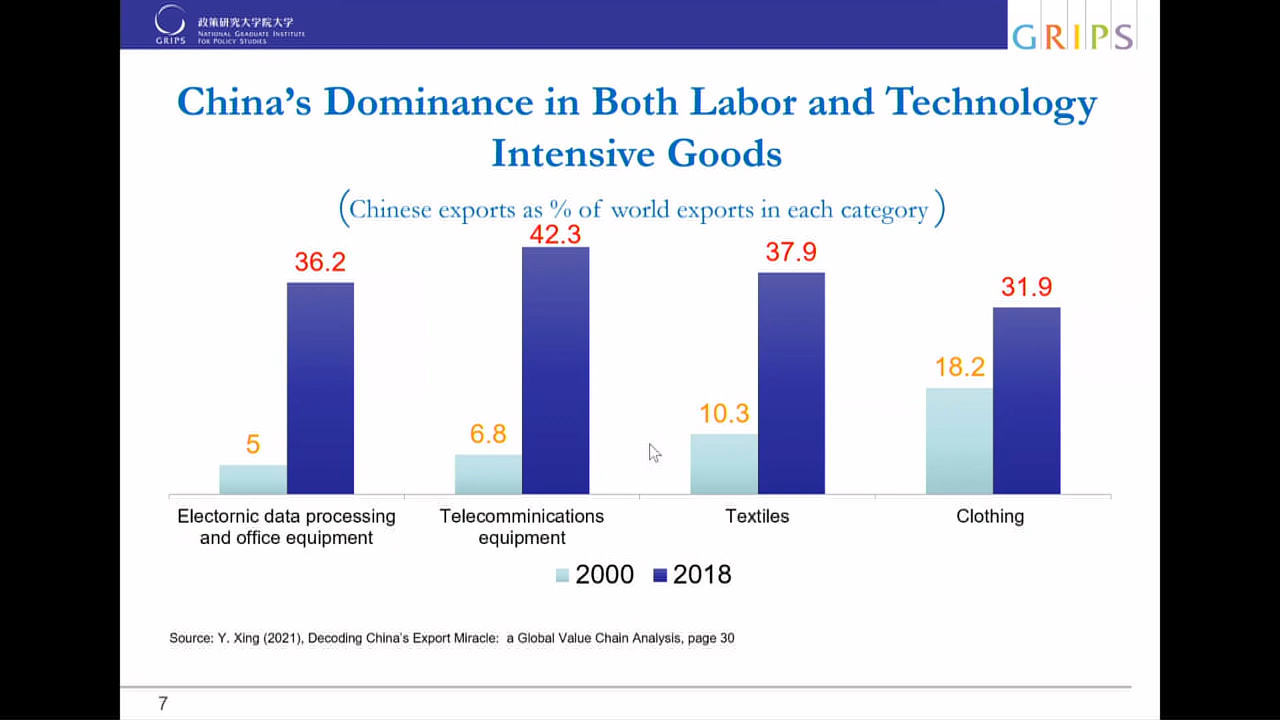 政策研究大学院大学
NATIONAL GRADUATE INSTITUTE
FOR POLICY STUDIES
GRIPS
GRIPS
China's Dominance in Both Labor and Technology
Intensive Goods
(Chinese exports as % of world exports in each category)
36.2
42.3
37.9
31.9
5
6.8
10.3
18.2
Electornic data processing
and office equipment
Telecomminications
equipment
Textiles
Clothing
2000
2018
Source: Y. Xing (2021), Decoding China's Export Miracle: a Global Value Chain Analysis, page 30
7